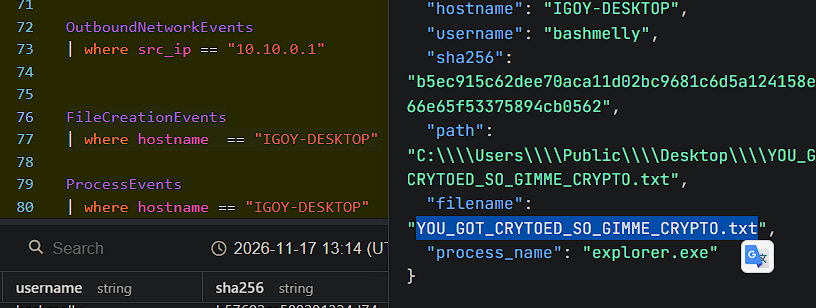 72 OutboundNetworkEvents
73 | where src_ip == "10.10.0.1"
74
75
76 FileCreationEvents
77 | where hostname  == "IGOY-DESKTOP"
78
79 ProcessEvents
80 | where hostname == "IGOY-DESKTOP"
Search
2026-11-17 13:14 (UT
username string
sha256 string
"hostname": "IGOY-DESKTOP",
"username": "bashmelly",
"sha256":
"b5ec915c62dee70aca11d02bc9681c6d5a124158e
66e65f53375894cb0562",
"path":
"C:\\\\Users\\\\Public\\\\Desktop\\\\YOU_G
CRYTOED_SO_GIMME_CRYPTO.txt",
"filename":
"YOU_GOT_CRYTOED_SO_GIMME_CRYPTO.txt",
"process_name": "explorer.exe"
}